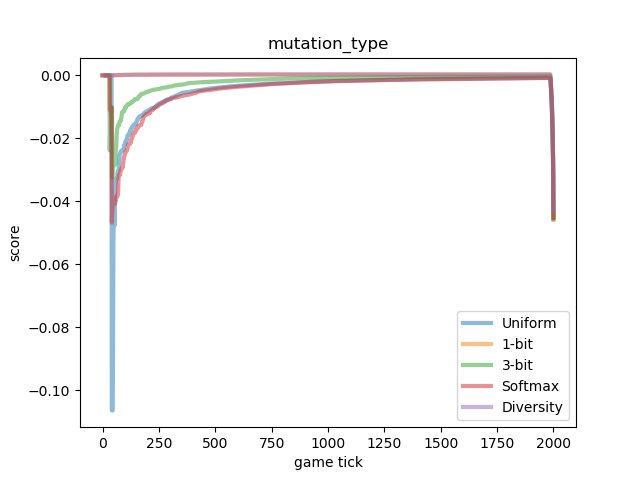 mutation_type
score
0.00
−0.02
−0.04
−0.06
−0.08
−0.10
0
250
500
750
1000
1250
1500
1750
2000
game tick
Uniform
1-bit
3-bit
Softmax
Diversity